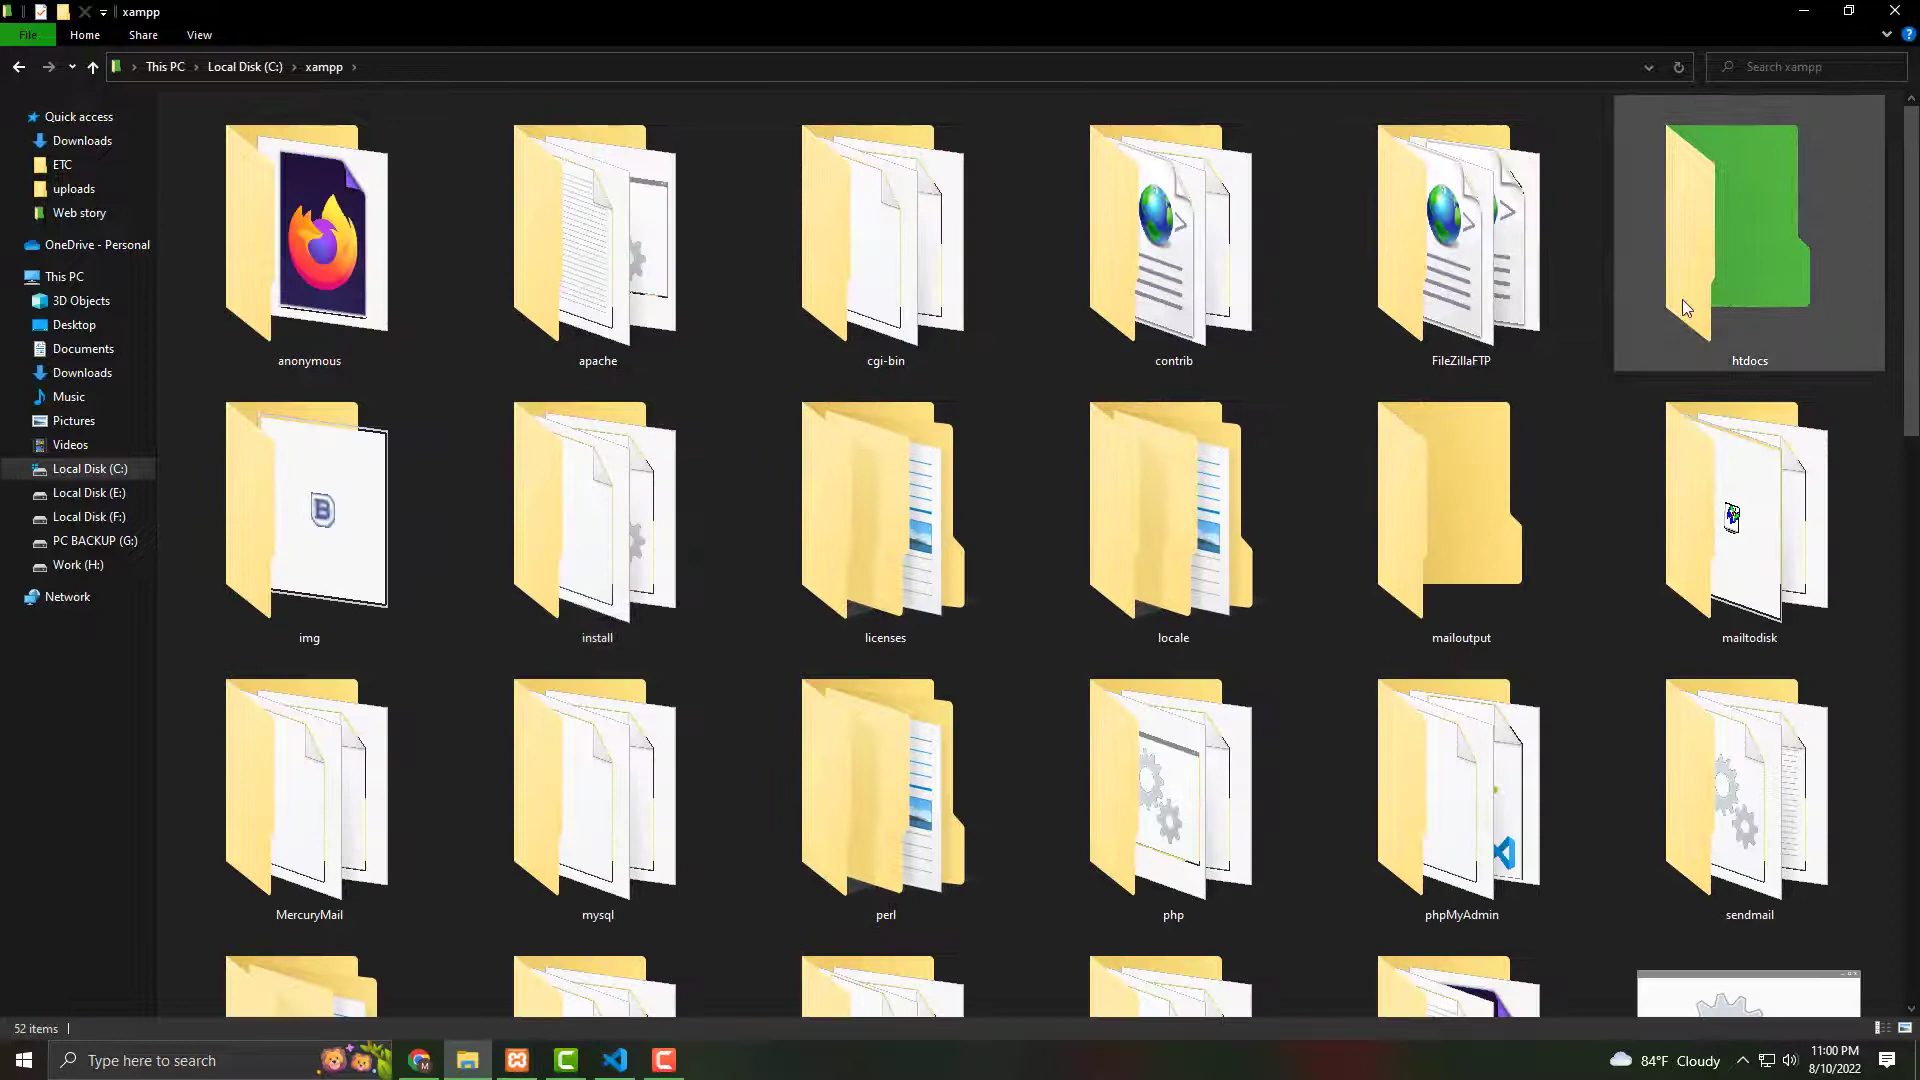 xampp
File
Home
Share
View
This PC
Local Disk (C:)
xampp
Search xampp
Quick access
Downloads
ETC
uploads
Web story
OneDrive - Personal
This PC
3D Objects
Desktop
Documents
Downloads
Music
Pictures
Videos
Local Disk (C:)
Local Disk (E:)
Local Disk (F:)
PC BACKUP (G:)
Work (H:)
Network
anonymous
apache
cgi-bin
contrib
FileZillaFTP
htdocs
img
install
licenses
locale
mailoutput
mailtodisk
MercuryMail
mysql
perl
php
phpMyAdmin
sendmail
52 items
Type here to search
84°F Cloudy
11:00 PM
8/10/2022